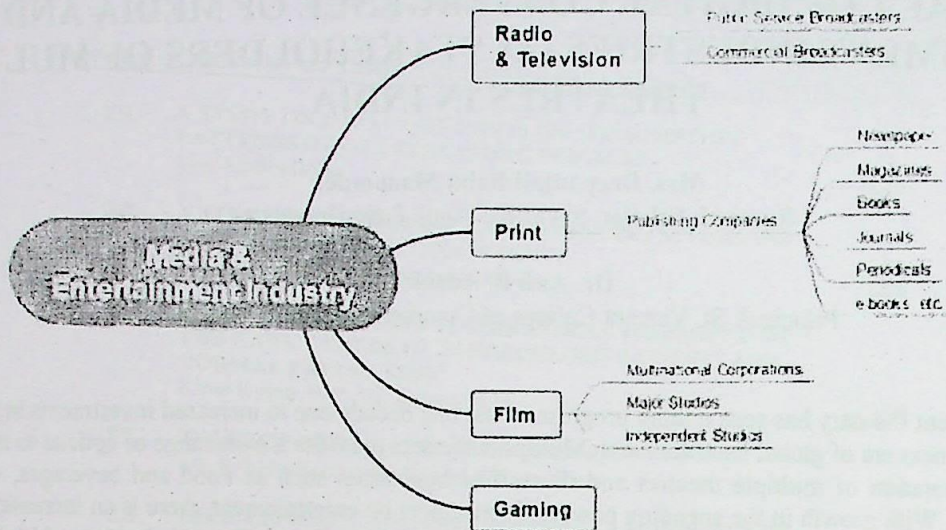 Radio
& Television
Public Service Broadcasters
Commercial Broadcasters
Media &
Entertainment Industry
Print
Publishing Companies
Newspaper
Magazines
Books
Journals
Periodicals
e-books etc.
Film
Multinational Corporations.
Major Studios
Independent Studios
Gaming